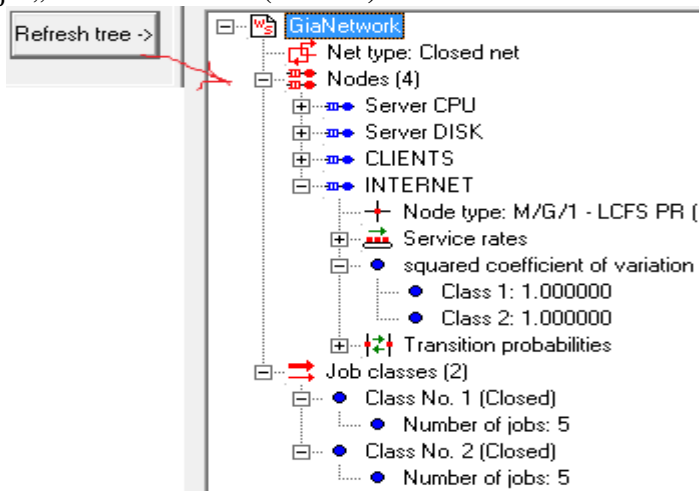 Refresh tree ->
GiaNetwork
Net type: Closed net
Nodes (4)
Server CPU
Server DISK
CLIENTS
INTERNET
Node type: M/G/1 - LCFS PR (
Service rates
squared coefficient of variation
Class 1: 1.000000
Class 2: 1.000000
Transition probabilities
Job classes (2)
Class No. 1 (Closed)
Number of jobs: 5
Class No. 2 (Closed)
Number of jobs: 5